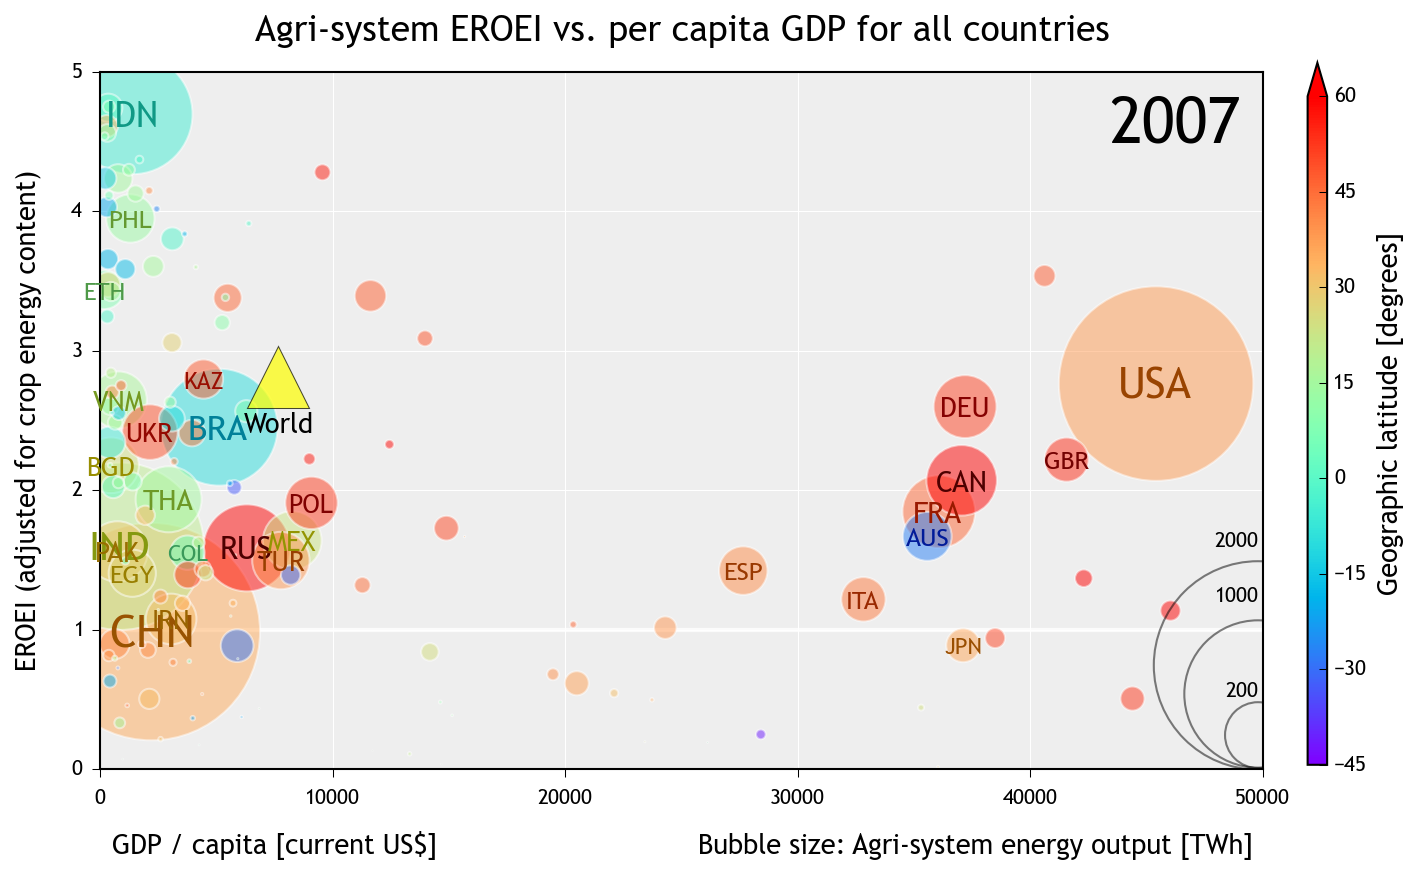 Agri-system EROEI vs. per capita GDP for all countries
2007
EROEI (adjusted for crop energy content)
5
4
3
2
1
0
IDN
PHL
ETH
KAZ
VNM
World
UKR
BRA
BGD
THA
POL
IND
PAK
COL
RUS
MEX
TUR
EGY
IRN
CHN
USA
DEU
GBR
CAN
FRA
AUS
ESP
ITA
JPN
2000
1000
200
0
10000
20000
30000
40000
50000
GDP / capita [current US$]
Bubble size: Agri-system energy output [TWh]
60
45
30
15
0
−15
−30
−45
Geographic latitude [degrees]